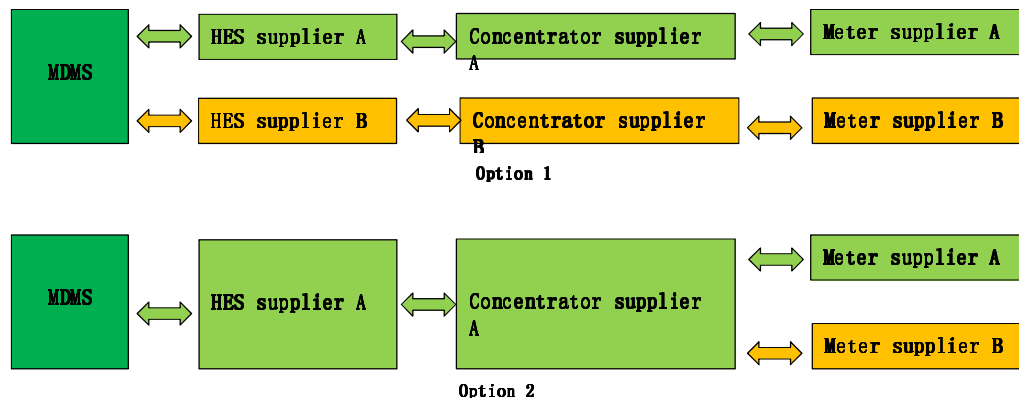 HES supplier A
Concentrator supplier
A
Meter supplier A
MDMS
HES supplier B
Concentrator supplier
B
Meter supplier B
Option 1
MDMS
HES supplier A
Concentrator supplier
A
Meter supplier A
Meter supplier B
Option 2